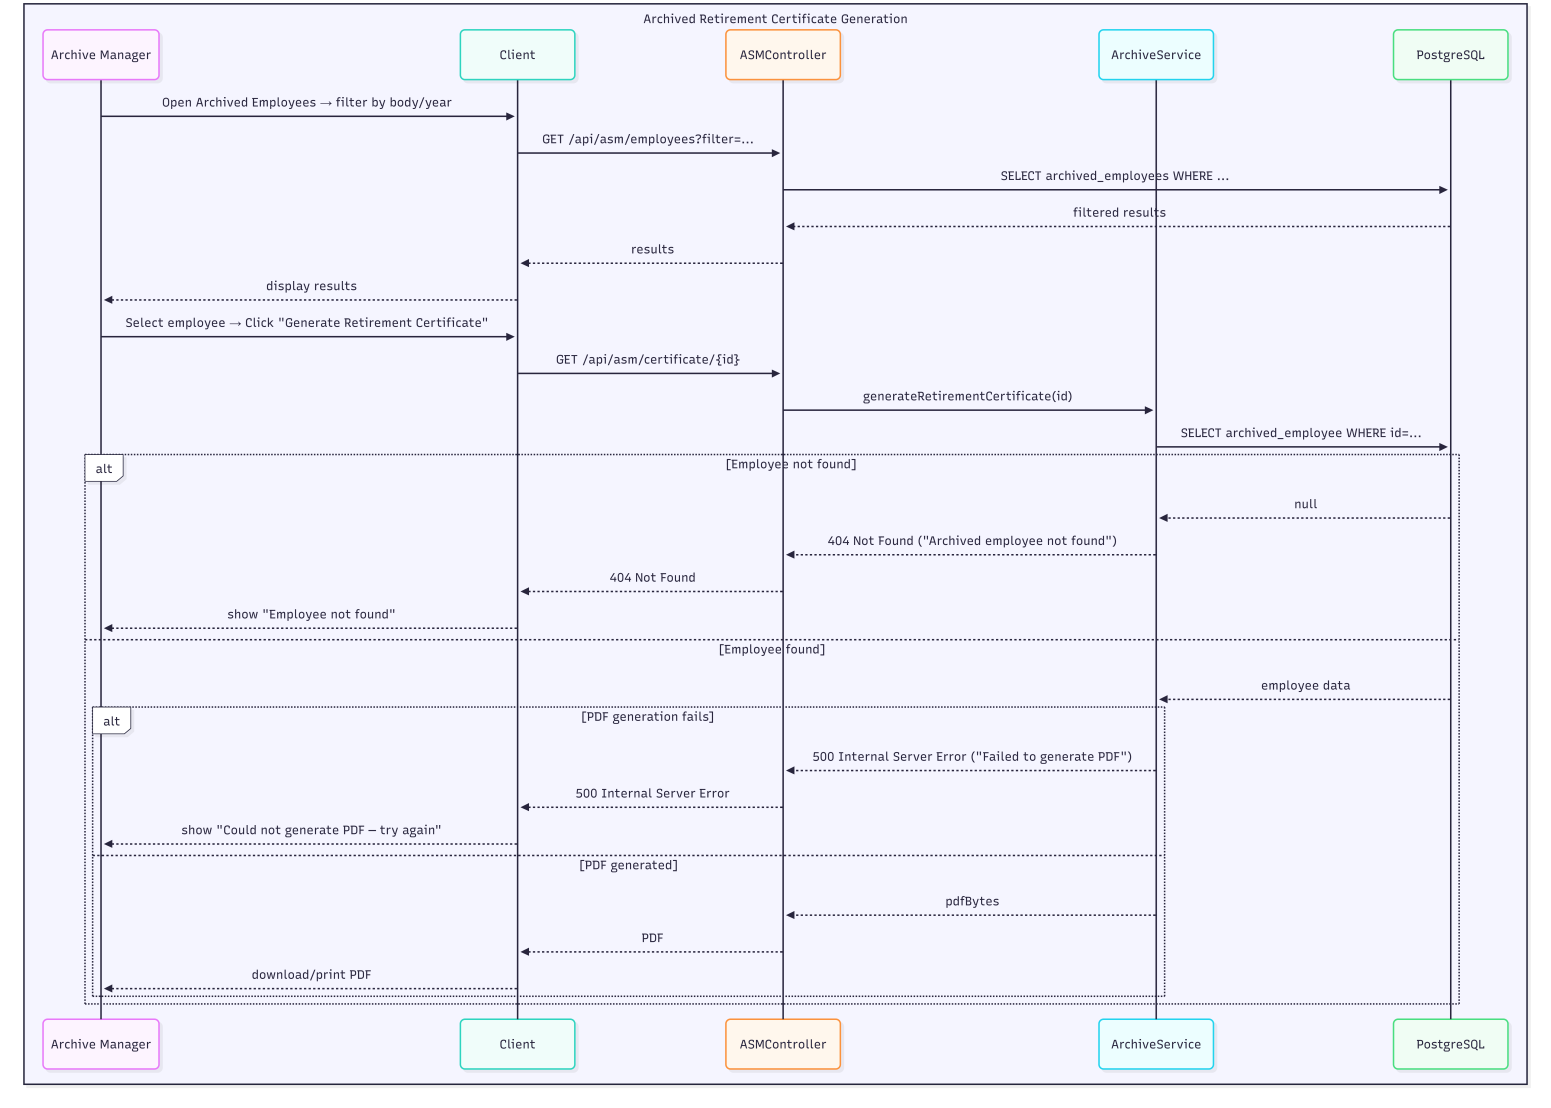 Archived Retirement Certificate Generation
Archive Manager
Client
ASMController
ArchiveService
PostgreSQL
Open Archived Employees → filter by body/year
GET /api/asm/employees?filter=...
SELECT archived_employees WHERE ...
filtered results
results
display results
Select employee → Click "Generate Retirement Certificate"
GET /api/asm/certificate/{id}
generateRetirementCertificate(id)
SELECT archived_employee WHERE id=...
alt
[Employee not found]
null
404 Not Found ("Archived employee not found")
404 Not Found
show "Employee not found"
[Employee found]
employee data
alt
[PDF generation fails]
500 Internal Server Error ("Failed to generate PDF")
500 Internal Server Error
show "Could not generate PDF — try again"
[PDF generated]
pdfBytes
PDF
download/print PDF
Archive Manager
Client
ASMController
ArchiveService
PostgreSQL